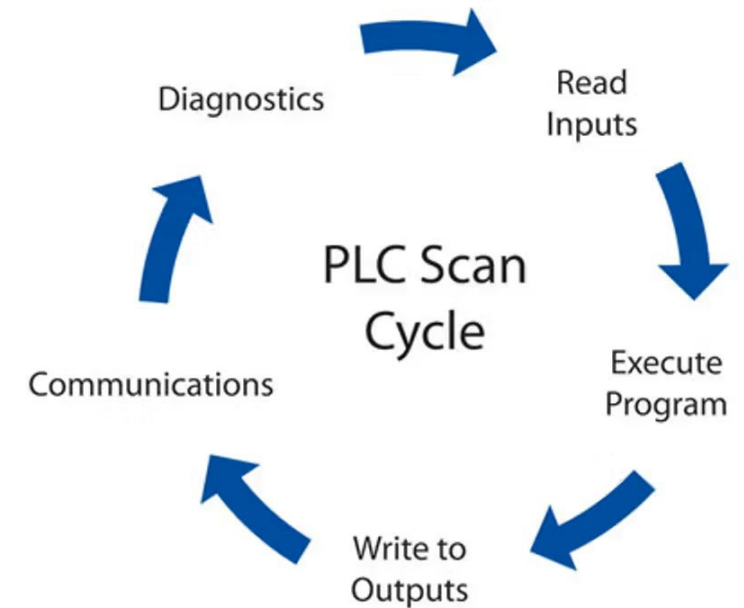 Diagnostics
Read
Inputs
PLC Scan
Cycle
Execute
Program
Communications
Write to
Outputs